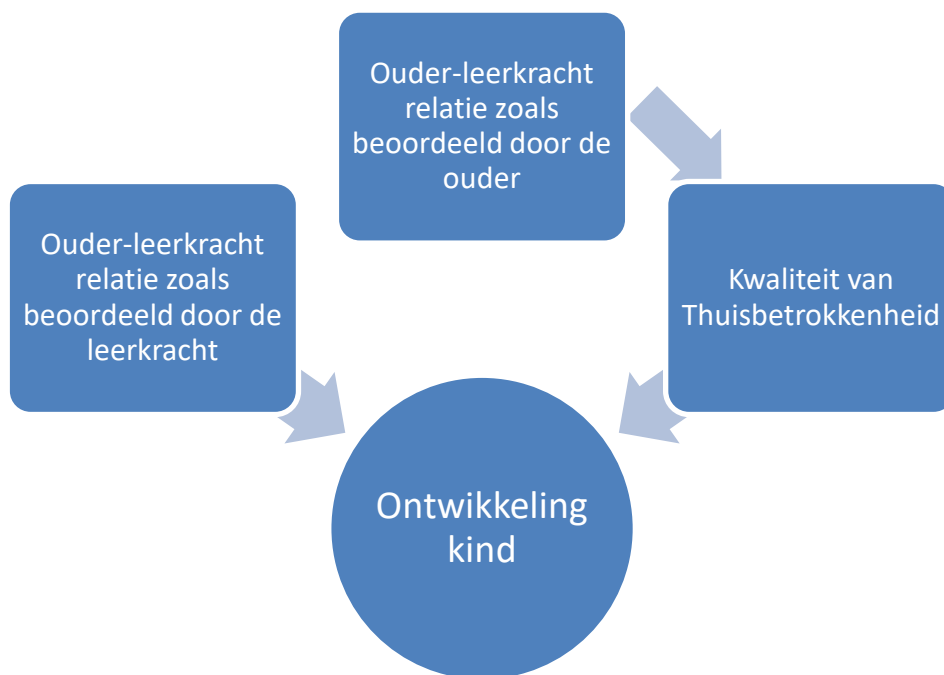 Ouder-leerkracht
relatie zoals
beoordeeld door de
ouder
Ouder-leerkracht
relatie zoals
beoordeeld door de
leerkracht
Kwaliteit van
Thuisbetrokkenheid
Ontwikkeling
kind